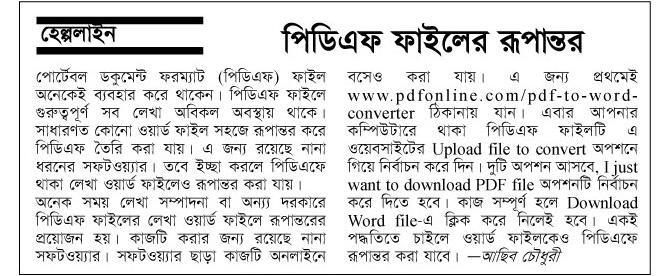 হেল্পলাইন
পিডিএফ ফাইলের রূপান্তর
পোর্টেবল ডকুমেন্ট ফরম্যাট (পিডিএফ) ফাইল
অনেকেই ব্যবহার করে থাকেন। পিডিএফ ফাইলে
গুরুত্বপূর্ণ সব লেখা অবিকল অবস্থায় থাকে।
সাধারণত কোনো ওয়ার্ড ফাইল সহজে রূপান্তর করে
পিডিএফ তৈরি করা যায়। এ জন্য রয়েছে নানা
ধরনের সফটওয়্যার। তবে ইচ্ছা করলে পিডিএফে
থাকা লেখা ওয়ার্ড ফাইলেও রূপান্তর করা যায়।
অনেক সময় লেখা সম্পাদনা বা অন্য্য দরকারে
পিডিএফ ফাইলের লেখা ওয়ার্ড ফাইলে রূপান্তরের
প্রয়োজন হয়। কাজটি করার জন্য রয়েছে নানা
সফটওয়্যার। সফটওয়্যার ছাড়া কাজটি অনলাইনে
বসেও করা যায়। এ জন্য প্রথমেই
www.pdfonline.com/pdf-to-word-
converter ঠিকানায় যান। এবার আপনার
কম্পিউটারে থাকা পিডিএফ ফাইলটি এ
ওয়েবসাইটের Upload file to convert অপশনে
গিয়ে নির্বাচন করে দিন। দুটি অপশন আসবে, I just
want to download PDF file অপশনটি নির্বাচন
করে দিতে হবে। কাজ সম্পূর্ণ হলে Download
Word file-এ ক্লিক করে নিলেই হবে। একই
পদ্ধতিতে চাইলে ওয়ার্ড ফাইলকেও পিডিএফে
রূপান্তর করা যাবে। —আছিব চৌধুরী